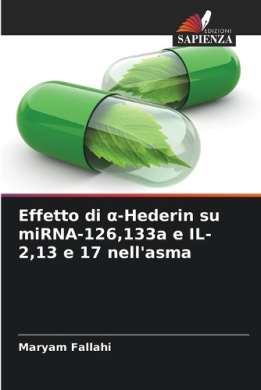 EDIZIONI
SAPIENZA
Effetto di α-Hederin su
miRNA-126,133a e IL-
2,13 e 17 nell'asma
Maryam Fallahi